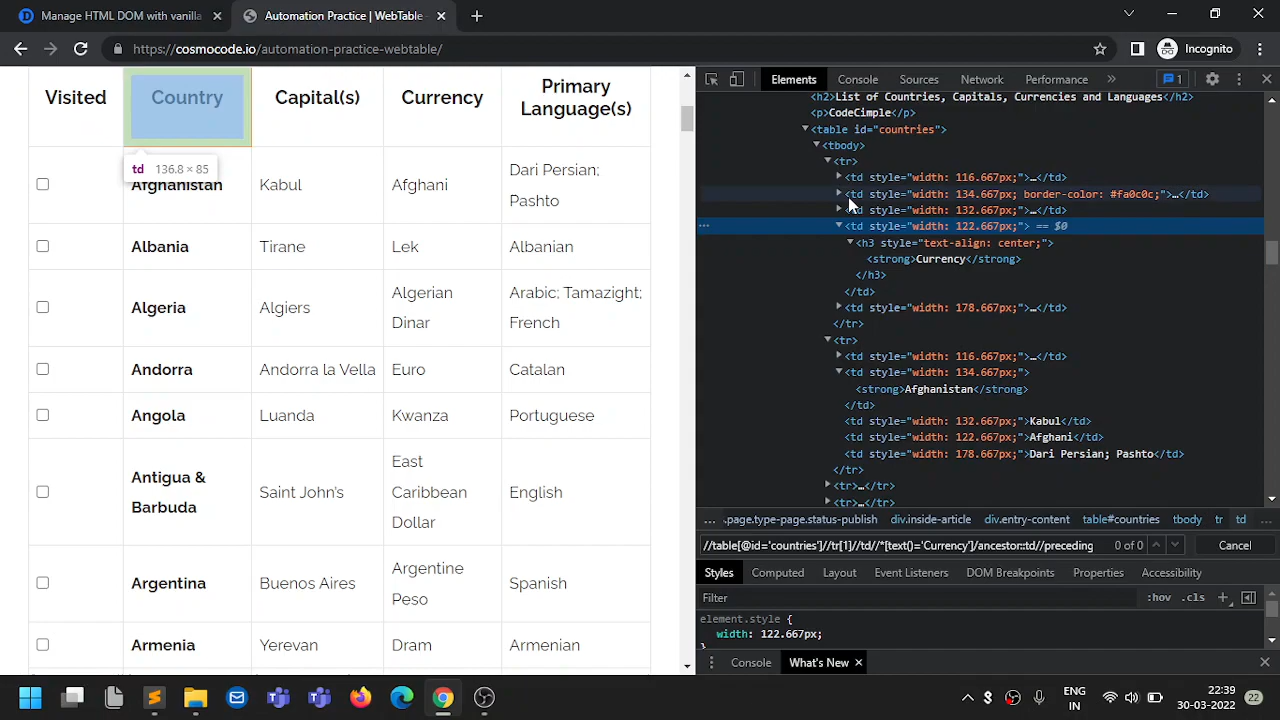 Manage HTML DOM with vanilla
Automation Practice | WebTable -
https://cosmocode.io/automation-practice-webtable/
Incognito
Visited
Country
Capital(s)
Currency
Primary
Language(s)
td 136.8 × 85
Afghanistan
Kabul
Afghani
Dari Persian;
Pashto
Albania
Tirane
Lek
Albanian
Algeria
Algiers
Algerian
Dinar
Arabic; Tamazight;
French
Andorra
Andorra la Vella
Euro
Catalan
Angola
Luanda
Kwanza
Portuguese
Antigua &
Barbuda
Saint John's
East
Caribbean
Dollar
English
Argentina
Buenos Aires
Argentine
Peso
Spanish
Armenia
Yerevan
Dram
Armenian
Elements
Console
Sources
Network
Performance
»
1
<h2>List of Countries, Capitals, Currencies and Languages</h2>
<p>CodeCimple</p>
<table id="countries">
<tbody>
<tr>
<td style="width: 116.667px;">…</td>
<td style="width: 134.667px; border-color: #fa0c0c;">…</td>
<td style="width: 132.667px;">…</td>
… <td style="width: 122.667px;"> == $0
<h3 style="text-align: center;">
<strong>Currency</strong>
</h3>
</td>
<td style="width: 178.667px;">…</td>
</tr>
<tr>
<td style="width: 116.667px;">…</td>
<td style="width: 134.667px;">
<strong>Afghanistan</strong>
</td>
<td style="width: 132.667px;">Kabul</td>
<td style="width: 122.667px;">Afghani</td>
<td style="width: 178.667px;">Dari Persian; Pashto</td>
</tr>
<tr>…</tr>
<tr>…</tr>
… .page.type-page.status-publish div.inside-article div.entry-content table#countries tbody tr td …
//table[@id='countries']//tr[1]//td//*[text()='Currency']/ancestor::td//preceding
0 of 0
Cancel
Styles
Computed
Layout
Event Listeners
DOM Breakpoints
Properties
Accessibility
Filter
:hov .cls
element.style {
width: 122.667px;
}
Console
What's New
ENG
IN
22:39
30-03-2022
22